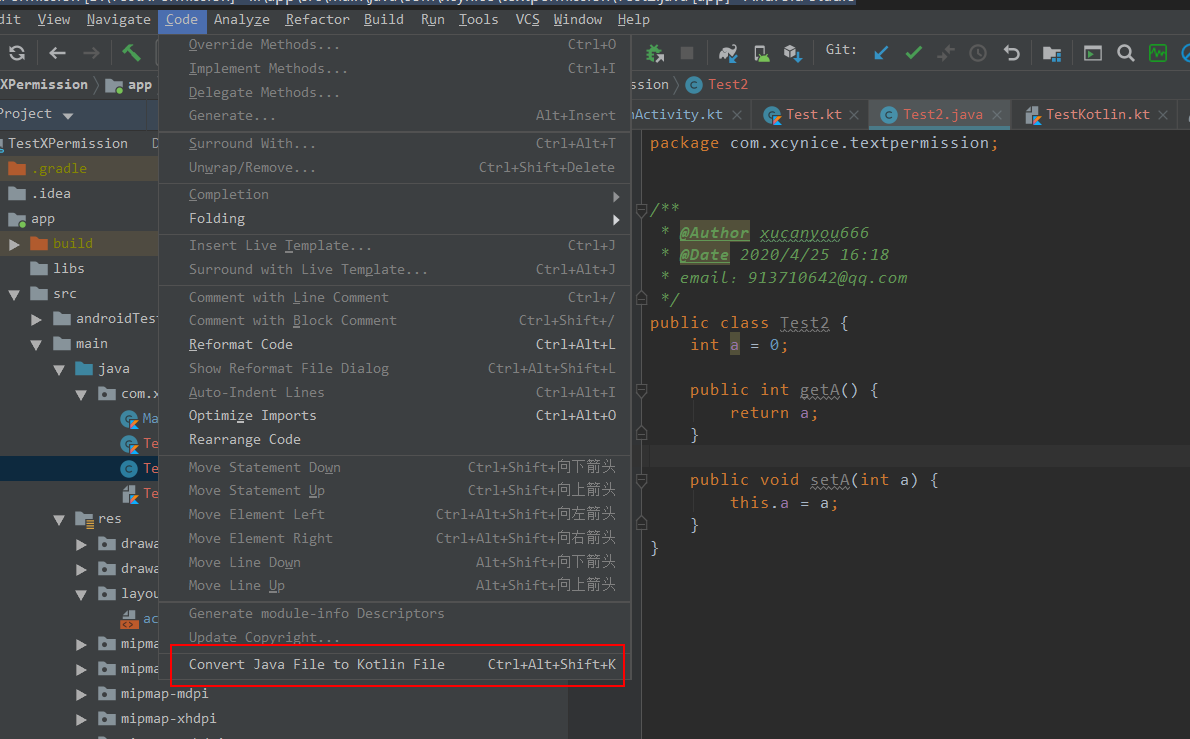 View Navigate Code Analyze Refactor Build Run Tools VCS Window Help
Git:
XPermission app
ssion Test2
Project
nActivity.kt Test.kt Test2.java TestKotlin.kt
TestXPermission
.gradle
.idea
app
build
libs
src
androidTes
main
java
com.x
Ma
Te
Te
Te
res
drawa
drawa
layou
ac
mipma
mipma
mipmap-mdpi
mipmap-xhdpi
Override Methods... Ctrl+O
Implement Methods... Ctrl+I
Delegate Methods...
Generate... Alt+Insert
Surround With... Ctrl+Alt+T
Unwrap/Remove... Ctrl+Shift+Delete
Completion
Folding
Insert Live Template... Ctrl+J
Surround with Live Template... Ctrl+Alt+J
Comment with Line Comment Ctrl+/
Comment with Block Comment Ctrl+Shift+/
Reformat Code Ctrl+Alt+L
Show Reformat File Dialog Ctrl+Alt+Shift+L
Auto-Indent Lines Ctrl+Alt+I
Optimize Imports Ctrl+Alt+O
Rearrange Code
Move Statement Down Ctrl+Shift+向下箭头
Move Statement Up Ctrl+Shift+向上箭头
Move Element Left Ctrl+Alt+Shift+向左箭头
Move Element Right Ctrl+Alt+Shift+向右箭头
Move Line Down Alt+Shift+向下箭头
Move Line Up Alt+Shift+向上箭头
Generate module-info Descriptors
Update Copyright...
Convert Java File to Kotlin File Ctrl+Alt+Shift+K
package com.xcynice.textpermission;
/**
* @Author xucanyou666
* @Date 2020/4/25 16:18
* email: 913710642@qq.com
*/
public class Test2 {
int a = 0;
public int getA() {
return a;
}
public void setA(int a) {
this.a = a;
}
}